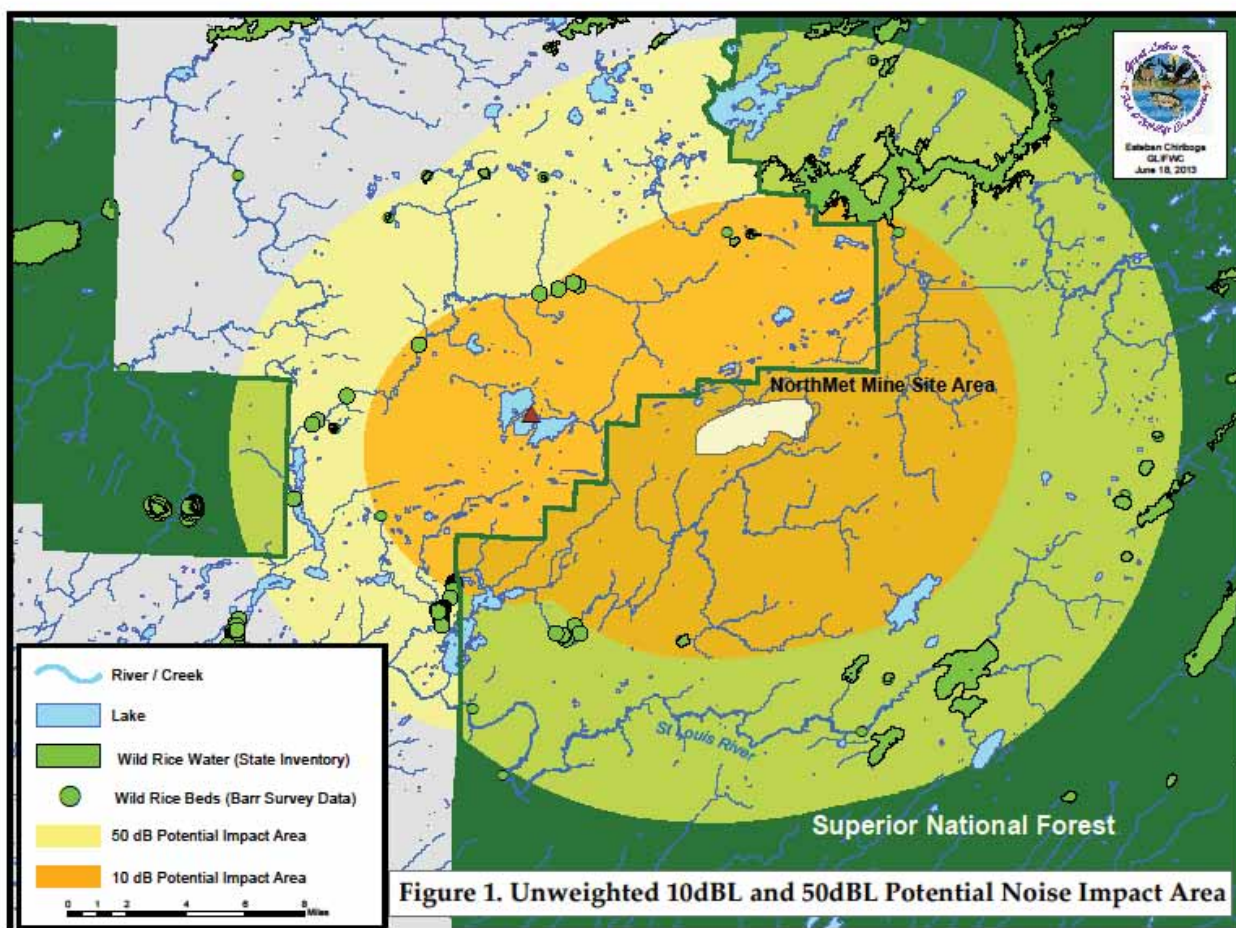 Esteban Chiriboga
GLIFWC
June 18, 2013
NorthMet Mine Site Area
St Louis River
Superior National Forest
River / Creek
Lake
Wild Rice Water (State Inventory)
Wild Rice Beds (Barr Survey Data)
50 dB Potential Impact Area
10 dB Potential Impact Area
0 1 2 4 6 8
Miles
Figure 1. Unweighted 10dBL and 50dBL Potential Noise Impact Area